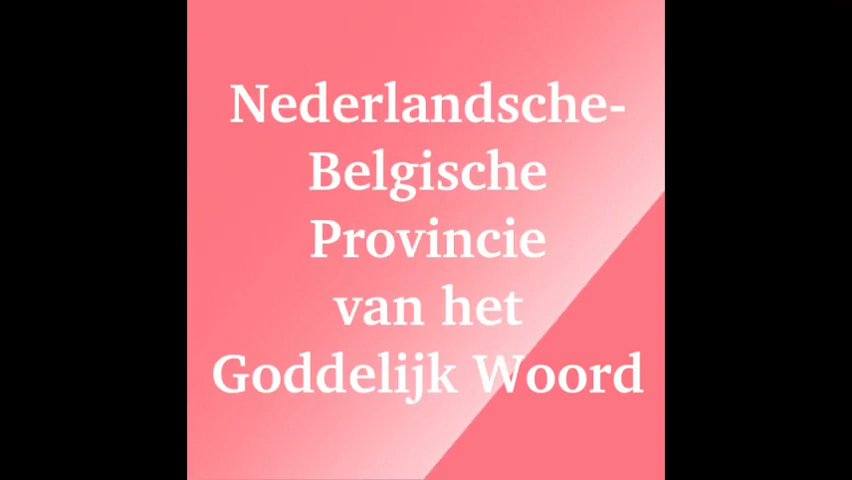 Nederlandsche-
Belgische
Provincie
van het
Goddelijk Woord